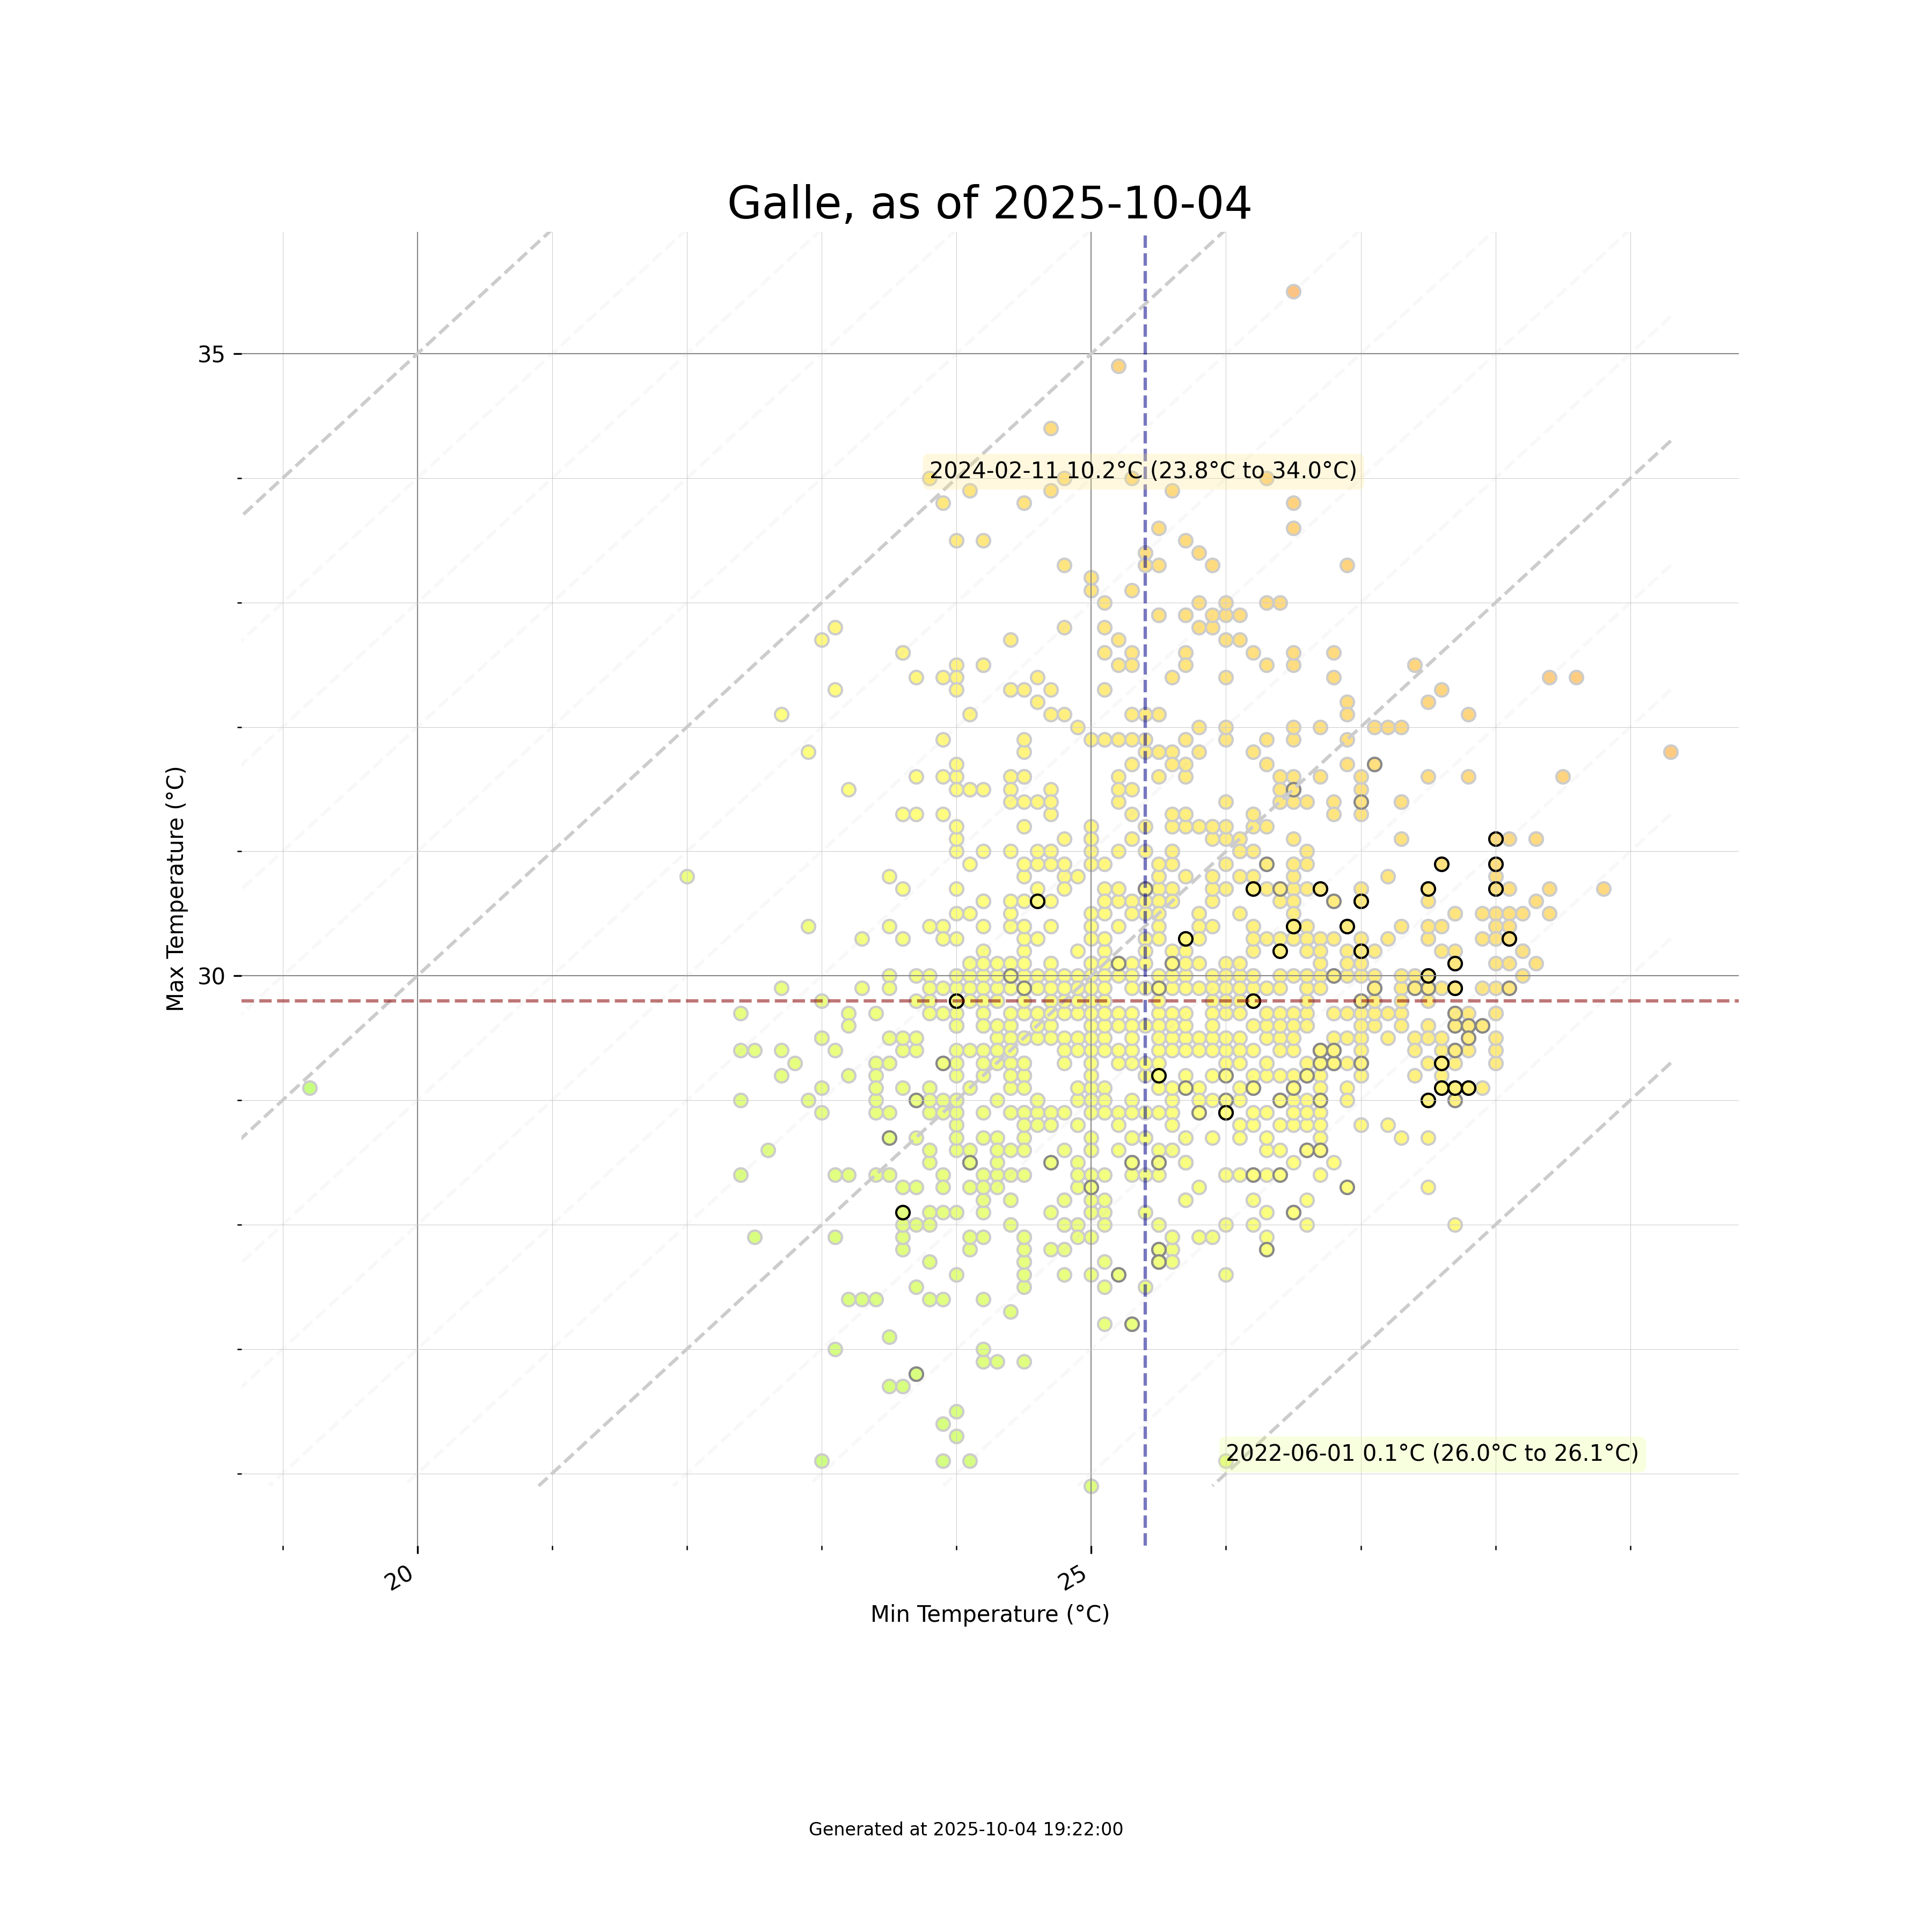 Galle, as of 2025-10-04
35
2024-02-11 10.2°C (23.8°C to 34.0°C)
Max Temperature (°C)
30
2022-06-01 0.1°C (26.0°C to 26.1°C)
20
25
Min Temperature (°C)
Generated at 2025-10-04 19:22:00